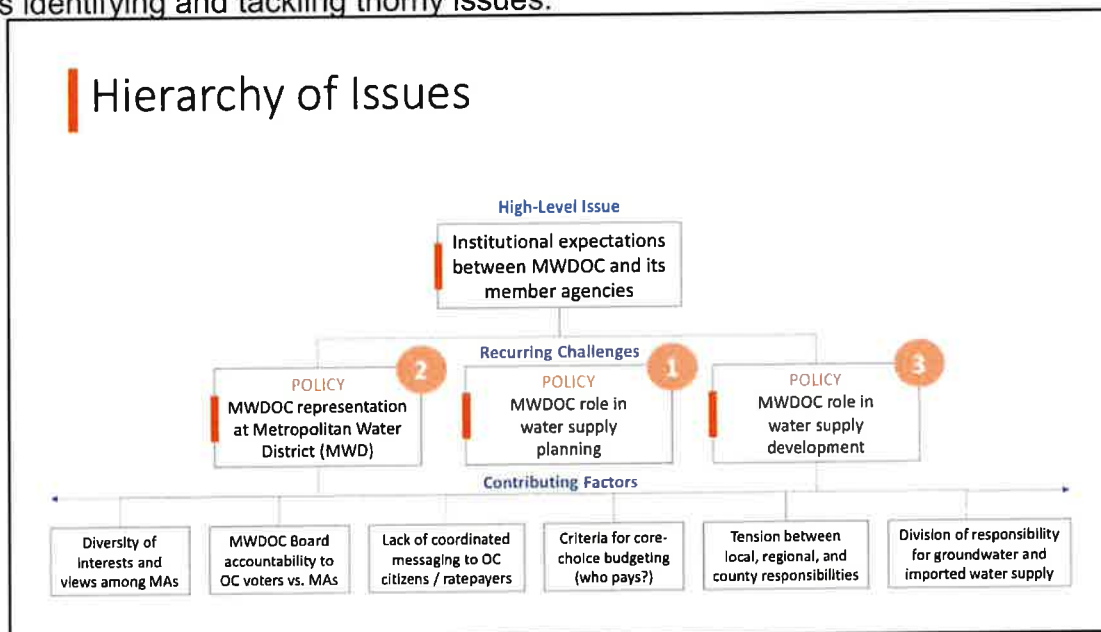 s identifying and tackling thorny issues.
Hierarchy of Issues
High-Level Issue
Institutional expectations
between MWDOC and its
member agencies
Recurring Challenges
2
POLICY
MWDOC representation
at Metropolitan Water
District (MWD)
1
POLICY
MWDOC role in
water supply
planning
3
POLICY
MWDOC role in
water supply
development
Contributing Factors
Diversity of
interests and
views among MAs
MWDOC Board
accountability to
OC voters vs. MAs
Lack of coordinated
messaging to OC
citizens / ratepayers
Criteria for core-
choice budgeting
(who pays?)
Tension between
local, regional, and
county responsibilities
Division of responsibility
for groundwater and
imported water supply